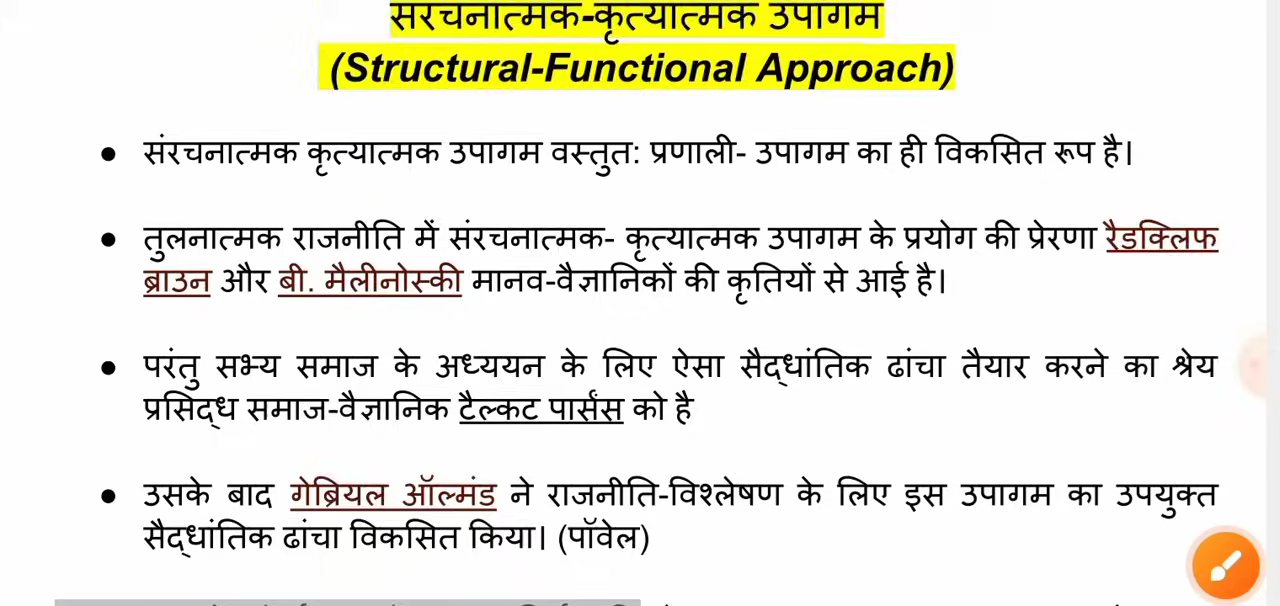 संरचनात्मक-कृत्यात्मक उपागम
(Structural-Functional Approach)
● संरचनात्मक कृत्यात्मक उपागम वस्तुत: प्रणाली- उपागम का ही विकसित रूप है।
● तुलनात्मक राजनीति में संरचनात्मक- कृत्यात्मक उपागम के प्रयोग की प्रेरणा रैडक्लिफ
ब्राउन और बी. मैलीनोस्की मानव-वैज्ञानिकों की कृतियों से आई है।
● परंतु सभ्य समाज के अध्ययन के लिए ऐसा सैद्धांतिक ढांचा तैयार करने का श्रेय
प्रसिद्ध समाज-वैज्ञानिक टैल्कट पार्संस को है
● उसके बाद गेब्रियल ऑल्मंड ने राजनीति-विश्लेषण के लिए इस उपागम का उपयुक्त
सैद्धांतिक ढांचा विकसित किया। (पॉवेल)